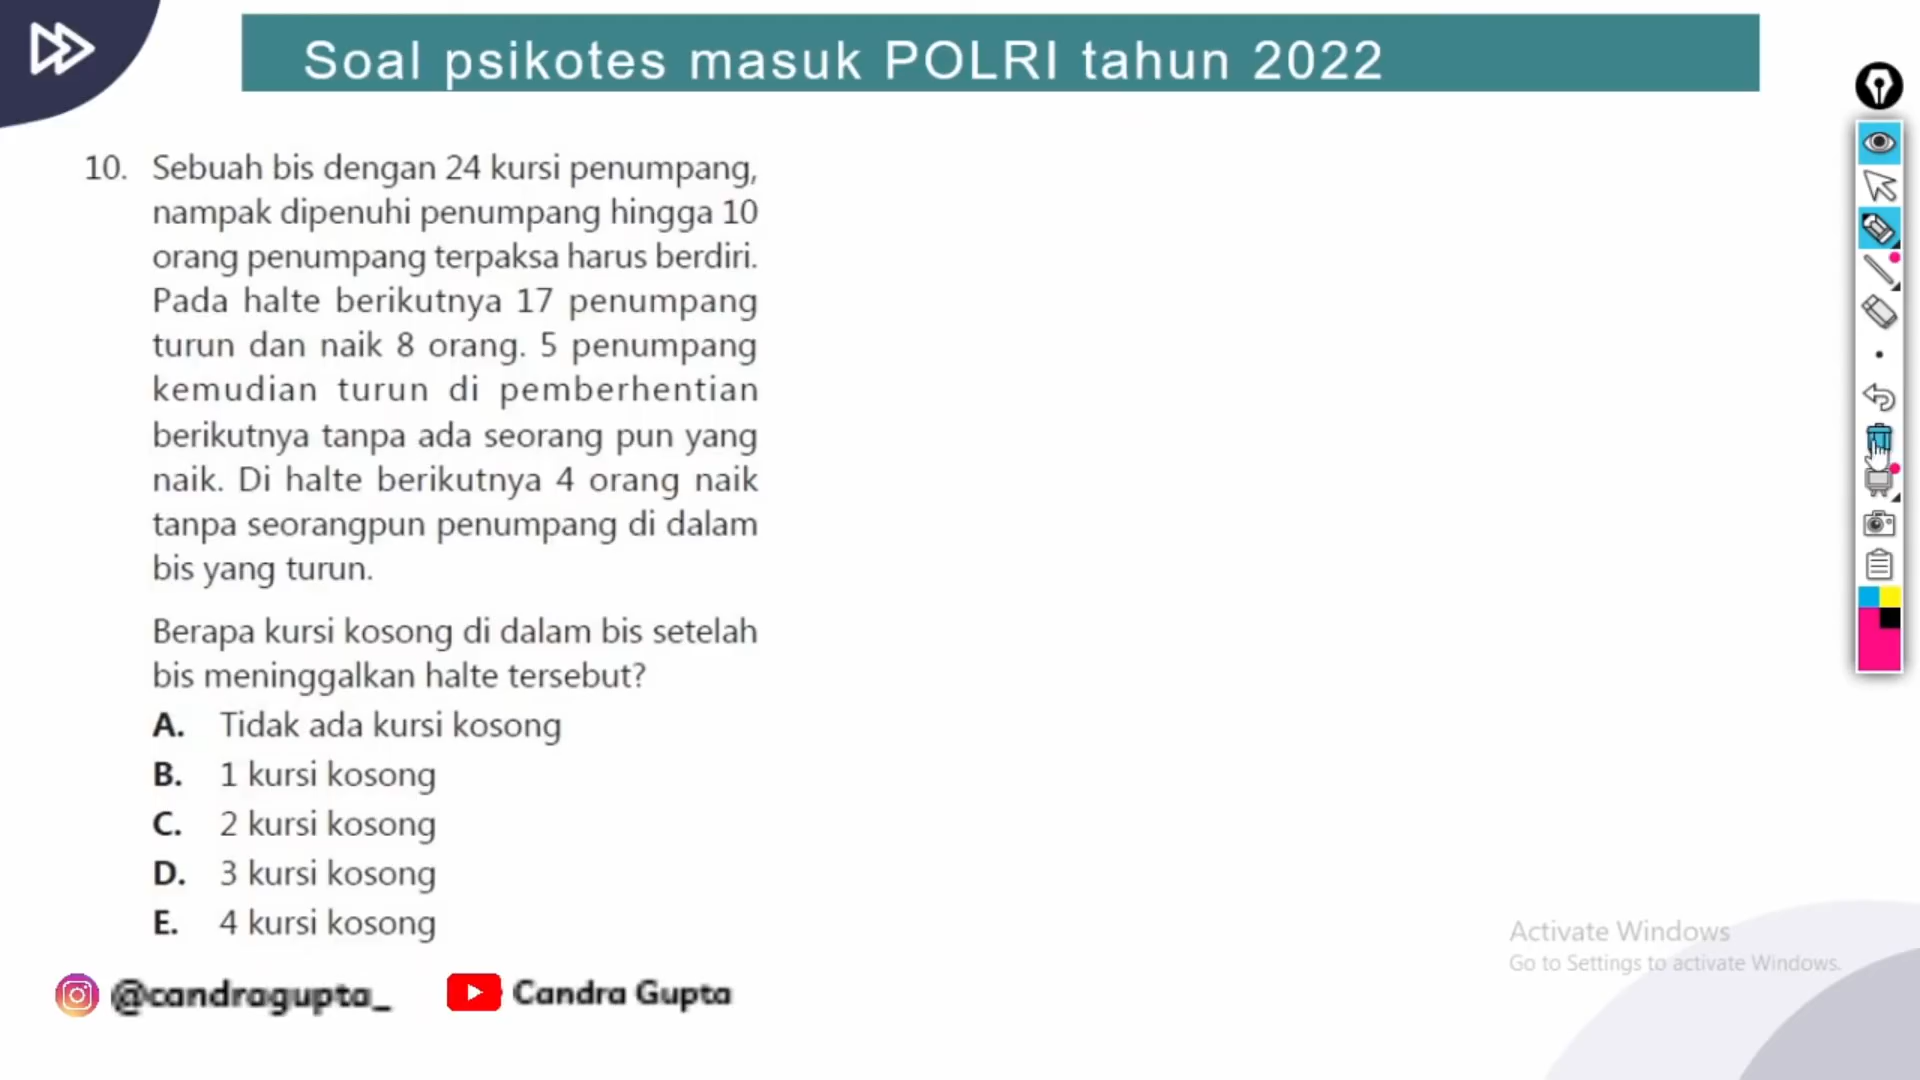 Soal psikotes masuk POLRI tahun 2022
10. Sebuah bis dengan 24 kursi penumpang,
nampak dipenuhi penumpang hingga 10
orang penumpang terpaksa harus berdiri.
Pada halte berikutnya 17 penumpang
turun dan naik 8 orang. 5 penumpang
kemudian turun di pemberhentian
berikutnya tanpa ada seorang pun yang
naik. Di halte berikutnya 4 orang naik
tanpa seorangpun penumpang di dalam
bis yang turun.
Berapa kursi kosong di dalam bis setelah
bis meninggalkan halte tersebut?
A. Tidak ada kursi kosong
B. 1 kursi kosong
C. 2 kursi kosong
D. 3 kursi kosong
E. 4 kursi kosong
@candragupta_ Candra Gupta
Activate Windows
Go to Settings to activate Windows.